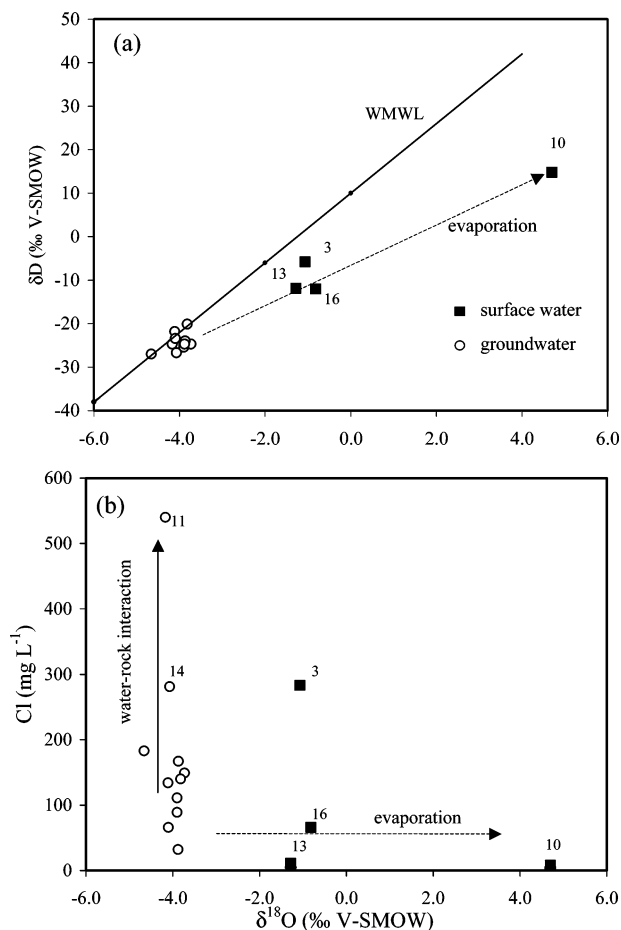 50
(a)
40
WMWL
30
20
10
10
δD (‰ V-SMOW)
0
evaporation
3
13
-10
16
surface water
-20
groundwater
-30
-40
-6.0 -4.0 -2.0 0.0 2.0 4.0 6.0
600
(b)
11
500
water-rock interaction
400
Cl (mg L⁻¹)
300
14
3
200
100
16
evaporation
13
10
0
-6.0 -4.0 -2.0 0.0 2.0 4.0 6.0
δ¹⁸O (‰ V-SMOW)